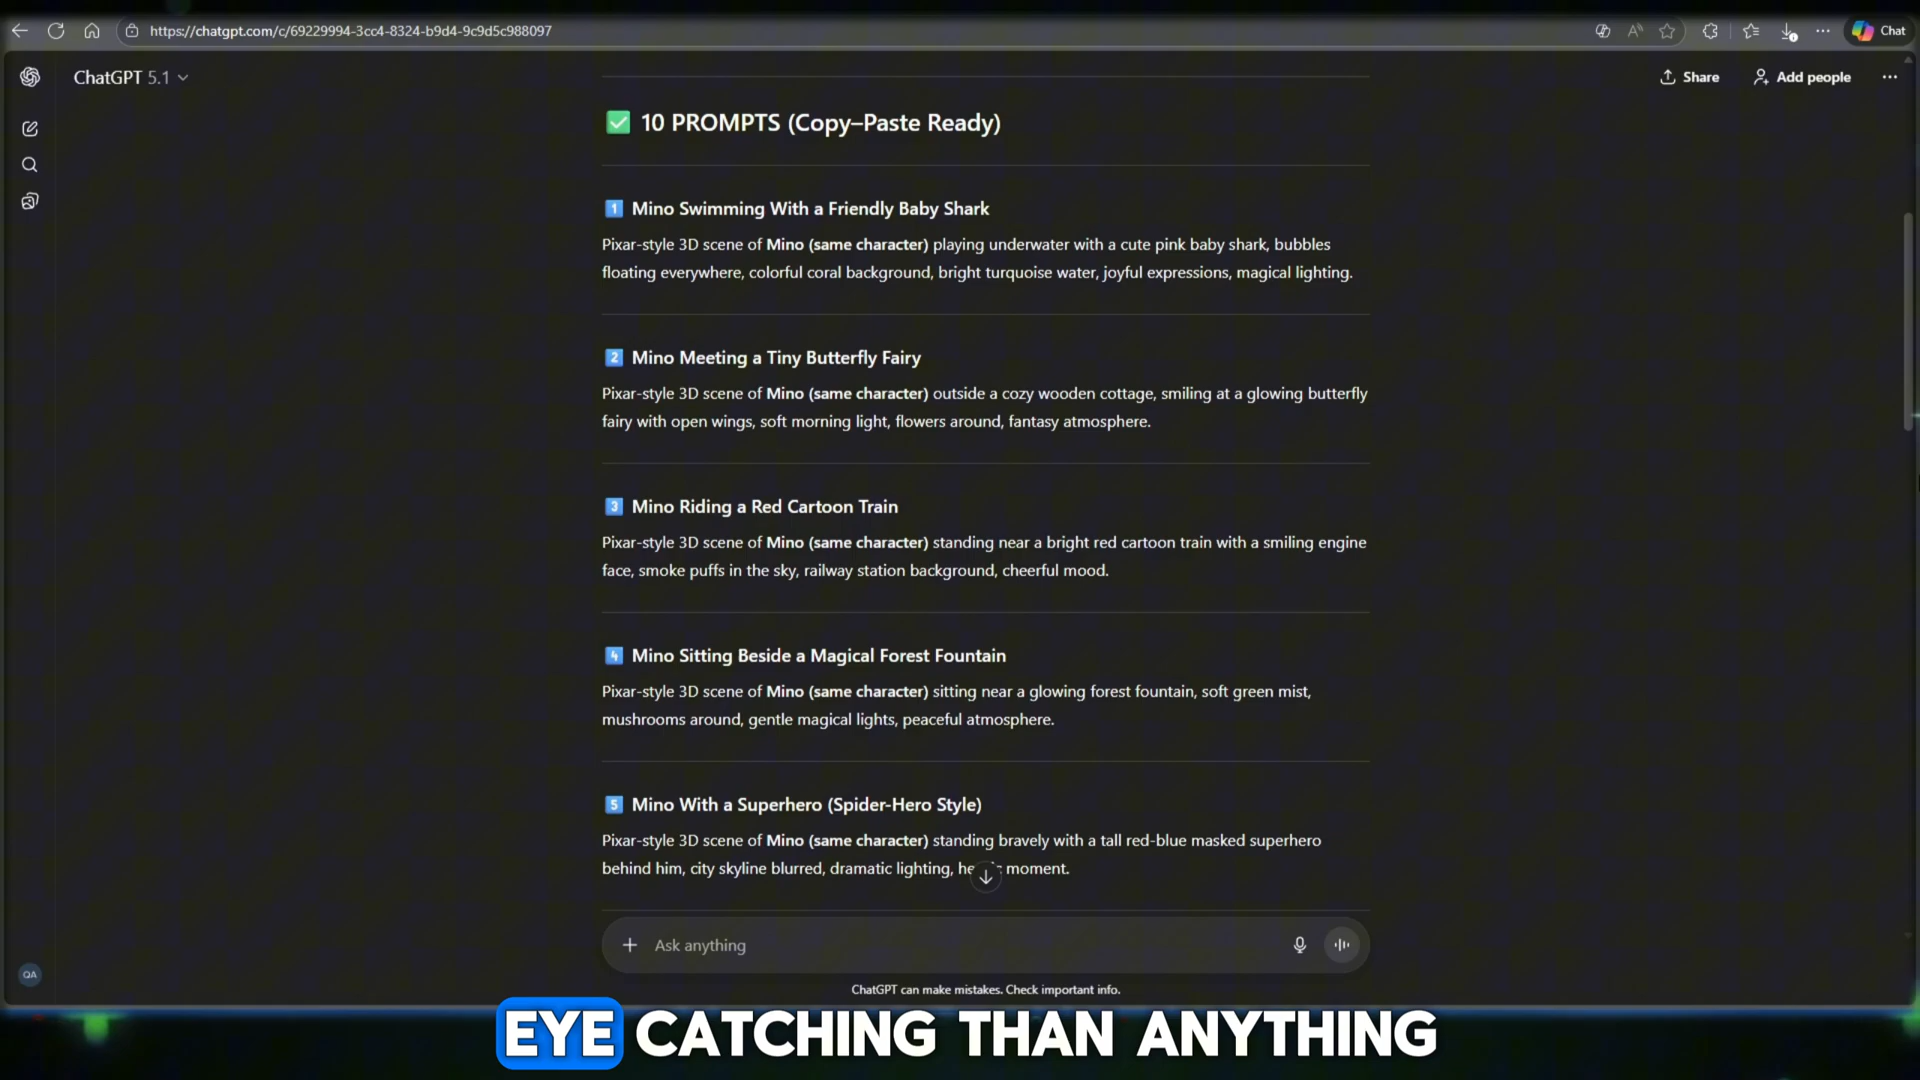 https://chatgpt.com/c/69229994-3cc4-8324-b9d4-9c9d5c988097
Chat
ChatGPT 5.1
Share
Add people
✅ 10 PROMPTS (Copy–Paste Ready)
1️⃣ Mino Swimming With a Friendly Baby Shark
Pixar-style 3D scene of Mino (same character) playing underwater with a cute pink baby shark, bubbles
floating everywhere, colorful coral background, bright turquoise water, joyful expressions, magical lighting.
2️⃣ Mino Meeting a Tiny Butterfly Fairy
Pixar-style 3D scene of Mino (same character) outside a cozy wooden cottage, smiling at a glowing butterfly
fairy with open wings, soft morning light, flowers around, fantasy atmosphere.
3️⃣ Mino Riding a Red Cartoon Train
Pixar-style 3D scene of Mino (same character) standing near a bright red cartoon train with a smiling engine
face, smoke puffs in the sky, railway station background, cheerful mood.
4️⃣ Mino Sitting Beside a Magical Forest Fountain
Pixar-style 3D scene of Mino (same character) sitting near a glowing forest fountain, soft green mist,
mushrooms around, gentle magical lights, peaceful atmosphere.
5️⃣ Mino With a Superhero (Spider-Hero Style)
Pixar-style 3D scene of Mino (same character) standing bravely with a tall red-blue masked superhero
behind him, city skyline blurred, dramatic lighting, moment.
Ask anything
QA
ChatGPT can make mistakes. Check important info.
EYE CATCHING THAN ANYTHING